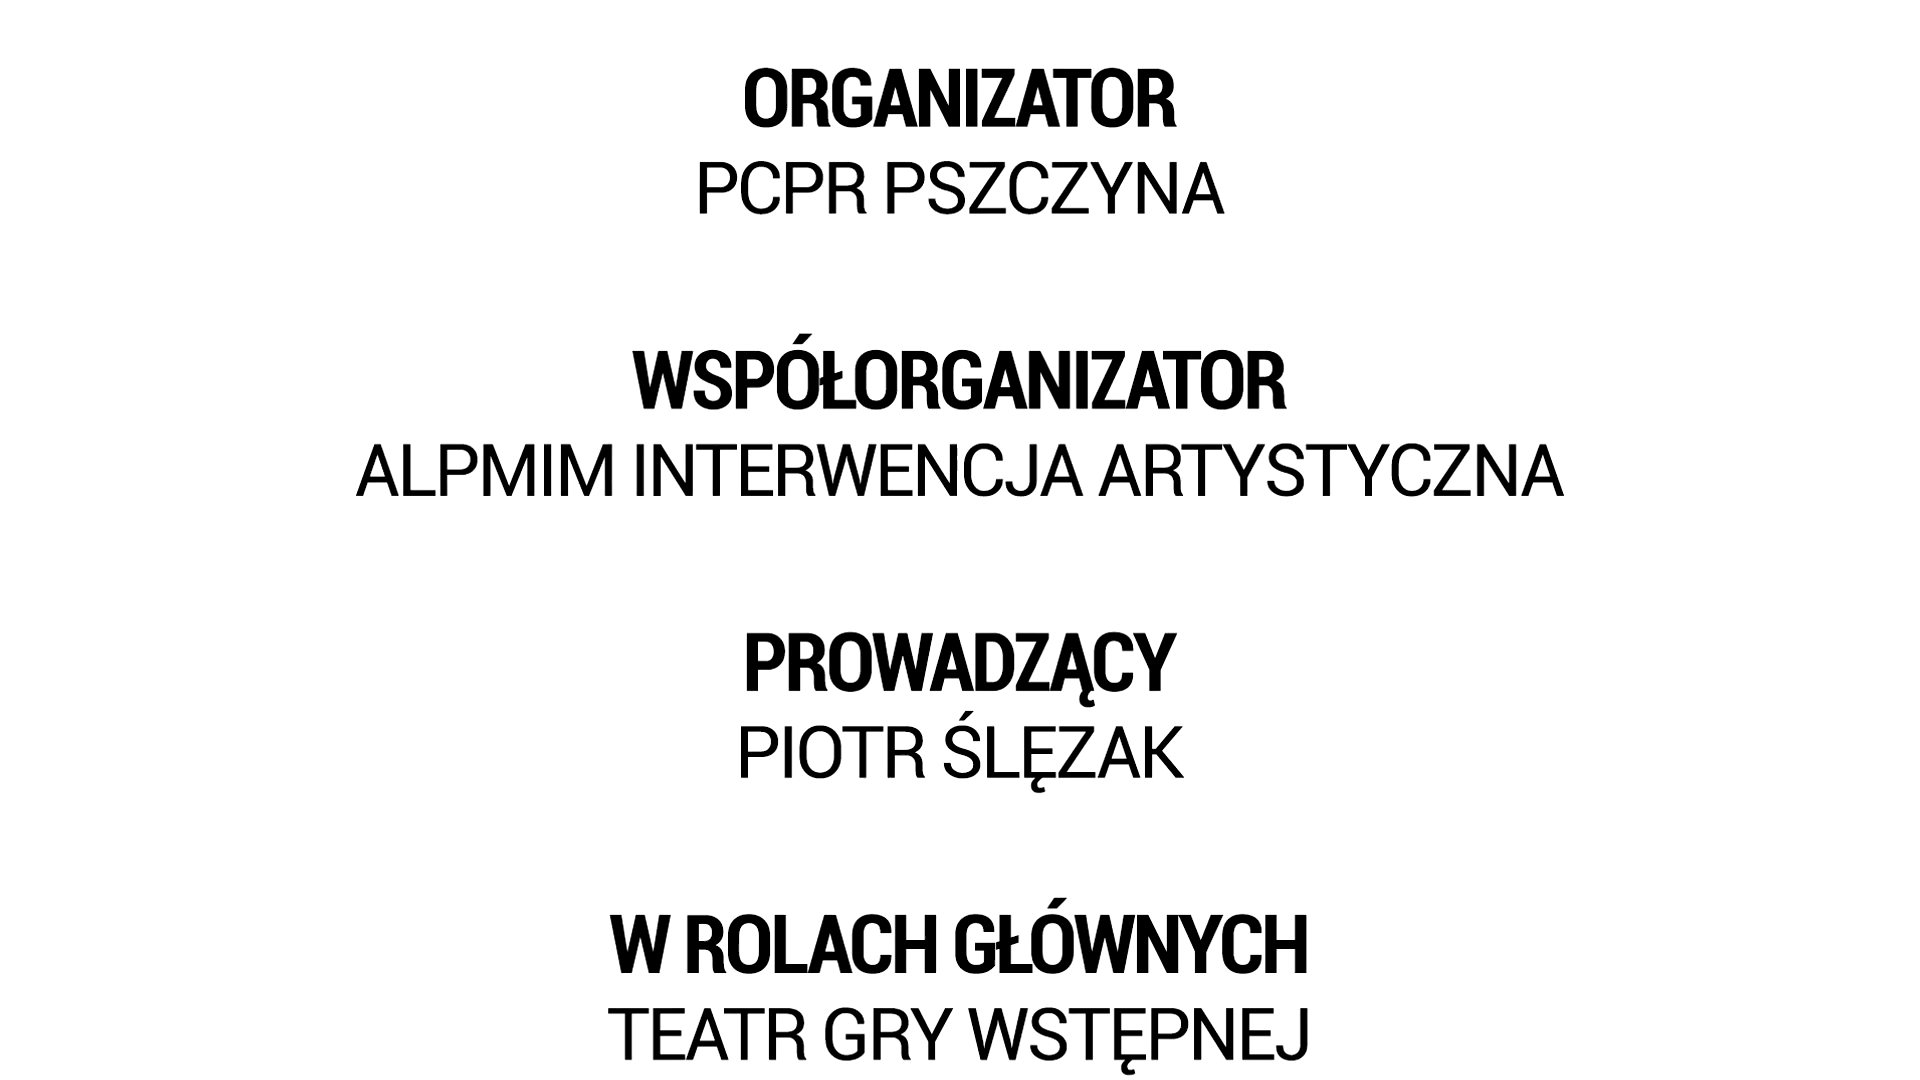 ORGANIZATOR
PCPR PSZCZYNA
WSPÓŁORGANIZATOR
ALPMIM INTERWENCJA ARTYSTYCZNA
PROWADZĄCY
PIOTR ŚLĘZAK
W ROLACH GŁÓWNYCH
TEATR GRY WSTĘPNEJ